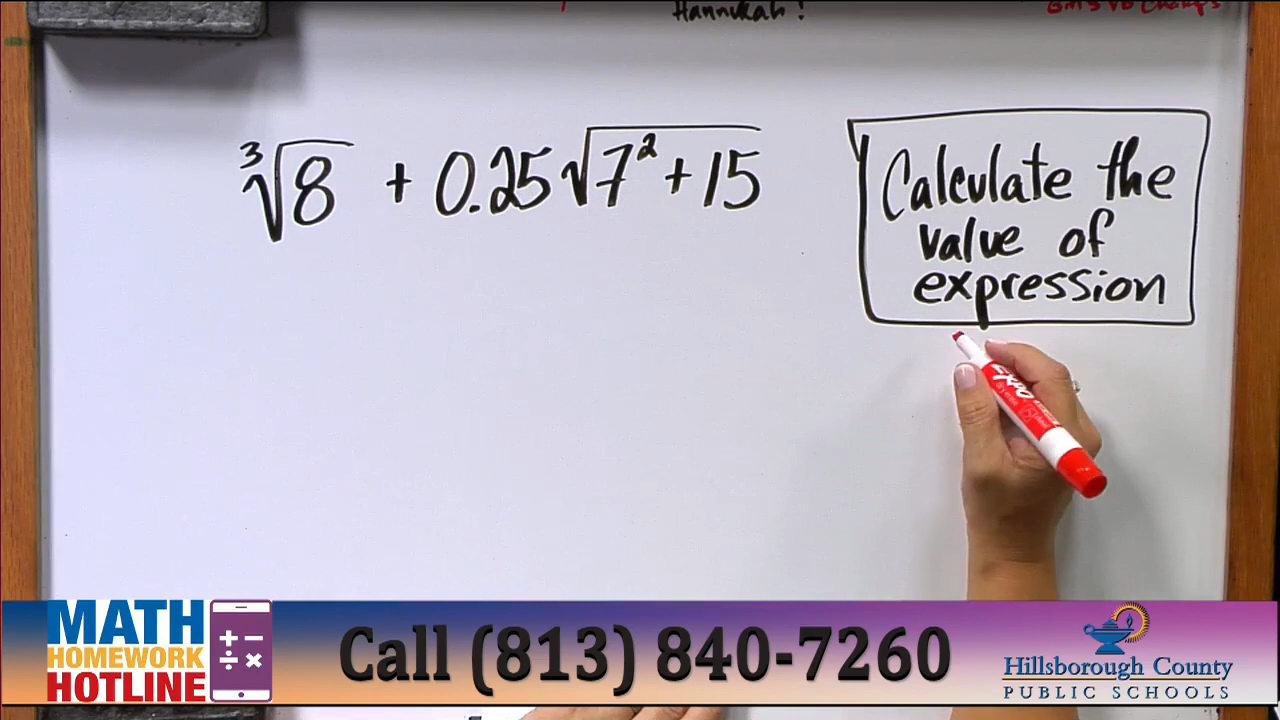 Hannukah!
∛8 + 0.25√(7² + 15)
Calculate the
value of
expression
EXPO
MATH
HOMEWORK
HOTLINE
Call (813) 840-7260
Hillsborough County
PUBLIC SCHOOLS